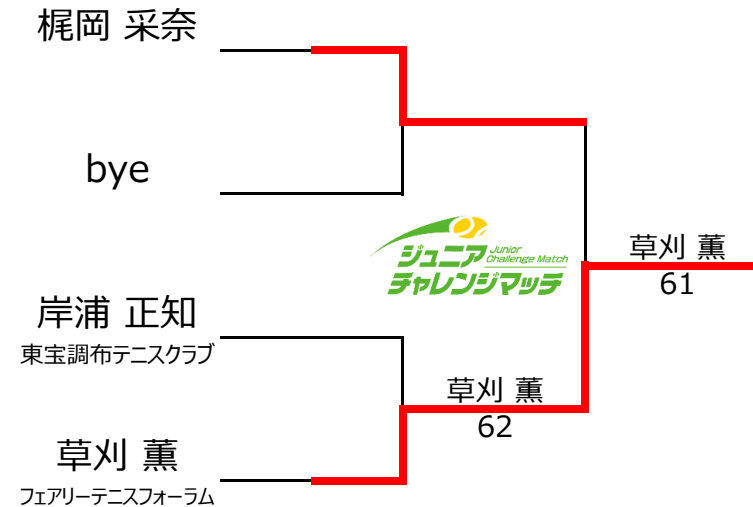 梶岡 采奈
bye
ジュニア
Junior
Challenge Match
チャレンジマッチ
草刈 薫
61
岸浦 正知
東宝調布テニスクラブ
草刈 薫
62
草刈 薫
フェアリーテニスフォーラム